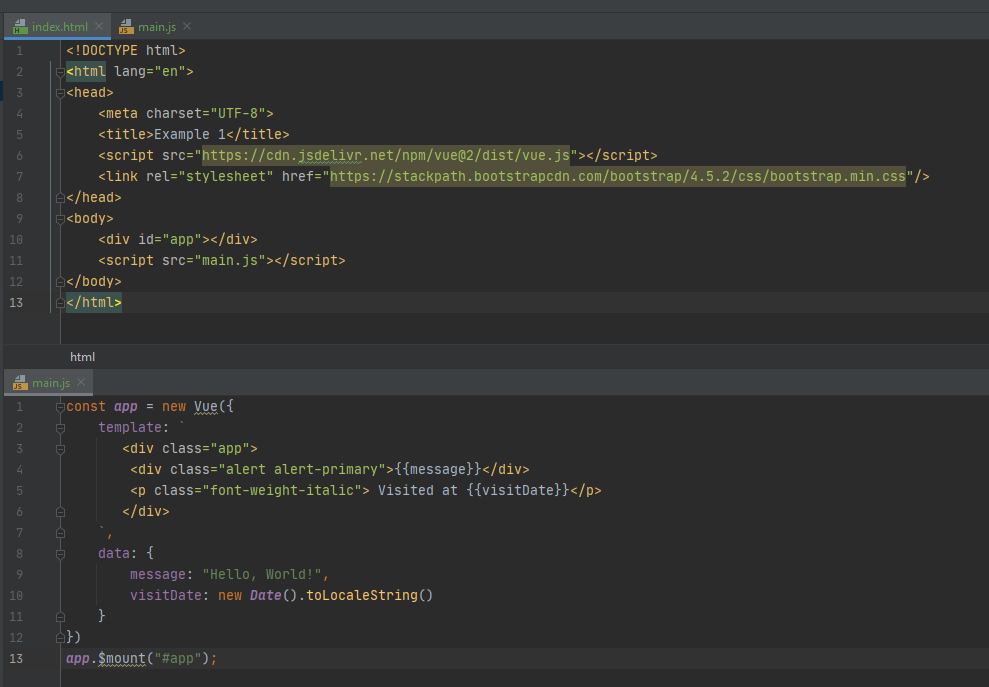 index.html main.js
1 <!DOCTYPE html>
2 <html lang="en">
3 <head>
4 <meta charset="UTF-8">
5 <title>Example 1</title>
6 <script src="https://cdn.jsdelivr.net/npm/vue@2/dist/vue.js"></script>
7 <link rel="stylesheet" href="https://stackpath.bootstrapcdn.com/bootstrap/4.5.2/css/bootstrap.min.css"/>
8 </head>
9 <body>
10 <div id="app"></div>
11 <script src="main.js"></script>
12 </body>
13 </html>
html
main.js
1 const app = new Vue({
2 template: `
3 <div class="app">
4 <div class="alert alert-primary">{{message}}</div>
5 <p class="font-weight-italic"> Visited at {{visitDate}}</p>
6 </div>
7 `,
8 data: {
9 message: "Hello, World!",
10 visitDate: new Date().toLocaleString()
11 }
12 })
13 app.$mount("#app");